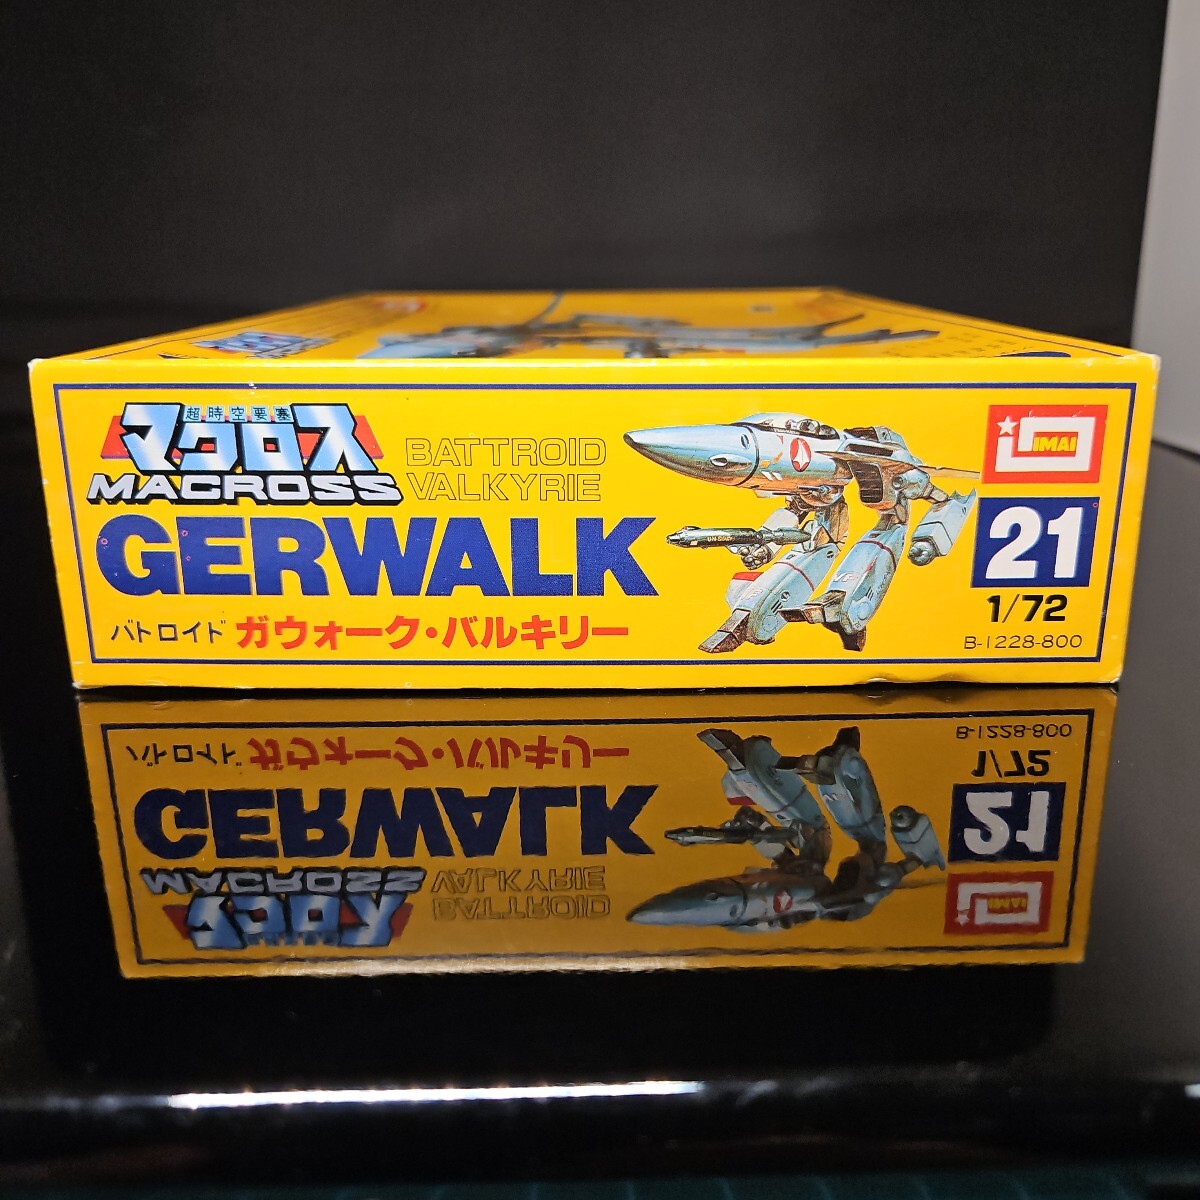 超時空要塞
マクロス
MACROSS
BATTROID
VALKYRIE
GERWALK
バトロイド ガウォーク・バルキリー
IMAI
21
1/72
B-1228-800